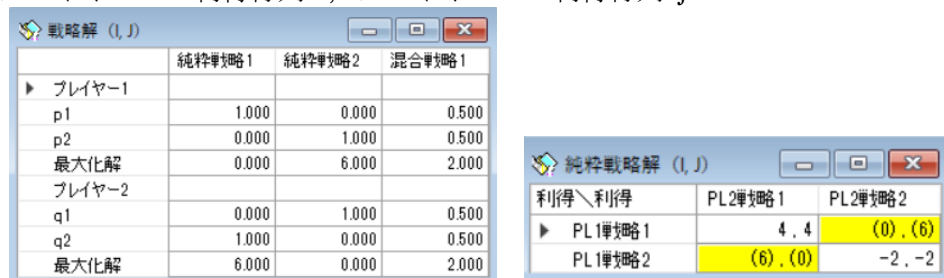 戦略解 (I, J)
純粋戦略1 純粋戦略2 混合戦略1
プレイヤー1
p1 1.000 0.000 0.500
p2 0.000 1.000 0.500
最大化解 0.000 6.000 2.000
プレイヤー2
q1 0.000 1.000 0.500
q2 1.000 0.000 0.500
最大化解 6.000 0.000 2.000
純粋戦略解 (I, J)
利得＼利得 PL2戦略1 PL2戦略2
PL1戦略1 4 , 4 (0) , (6)
PL1戦略2 (6) , (0) -2 , -2